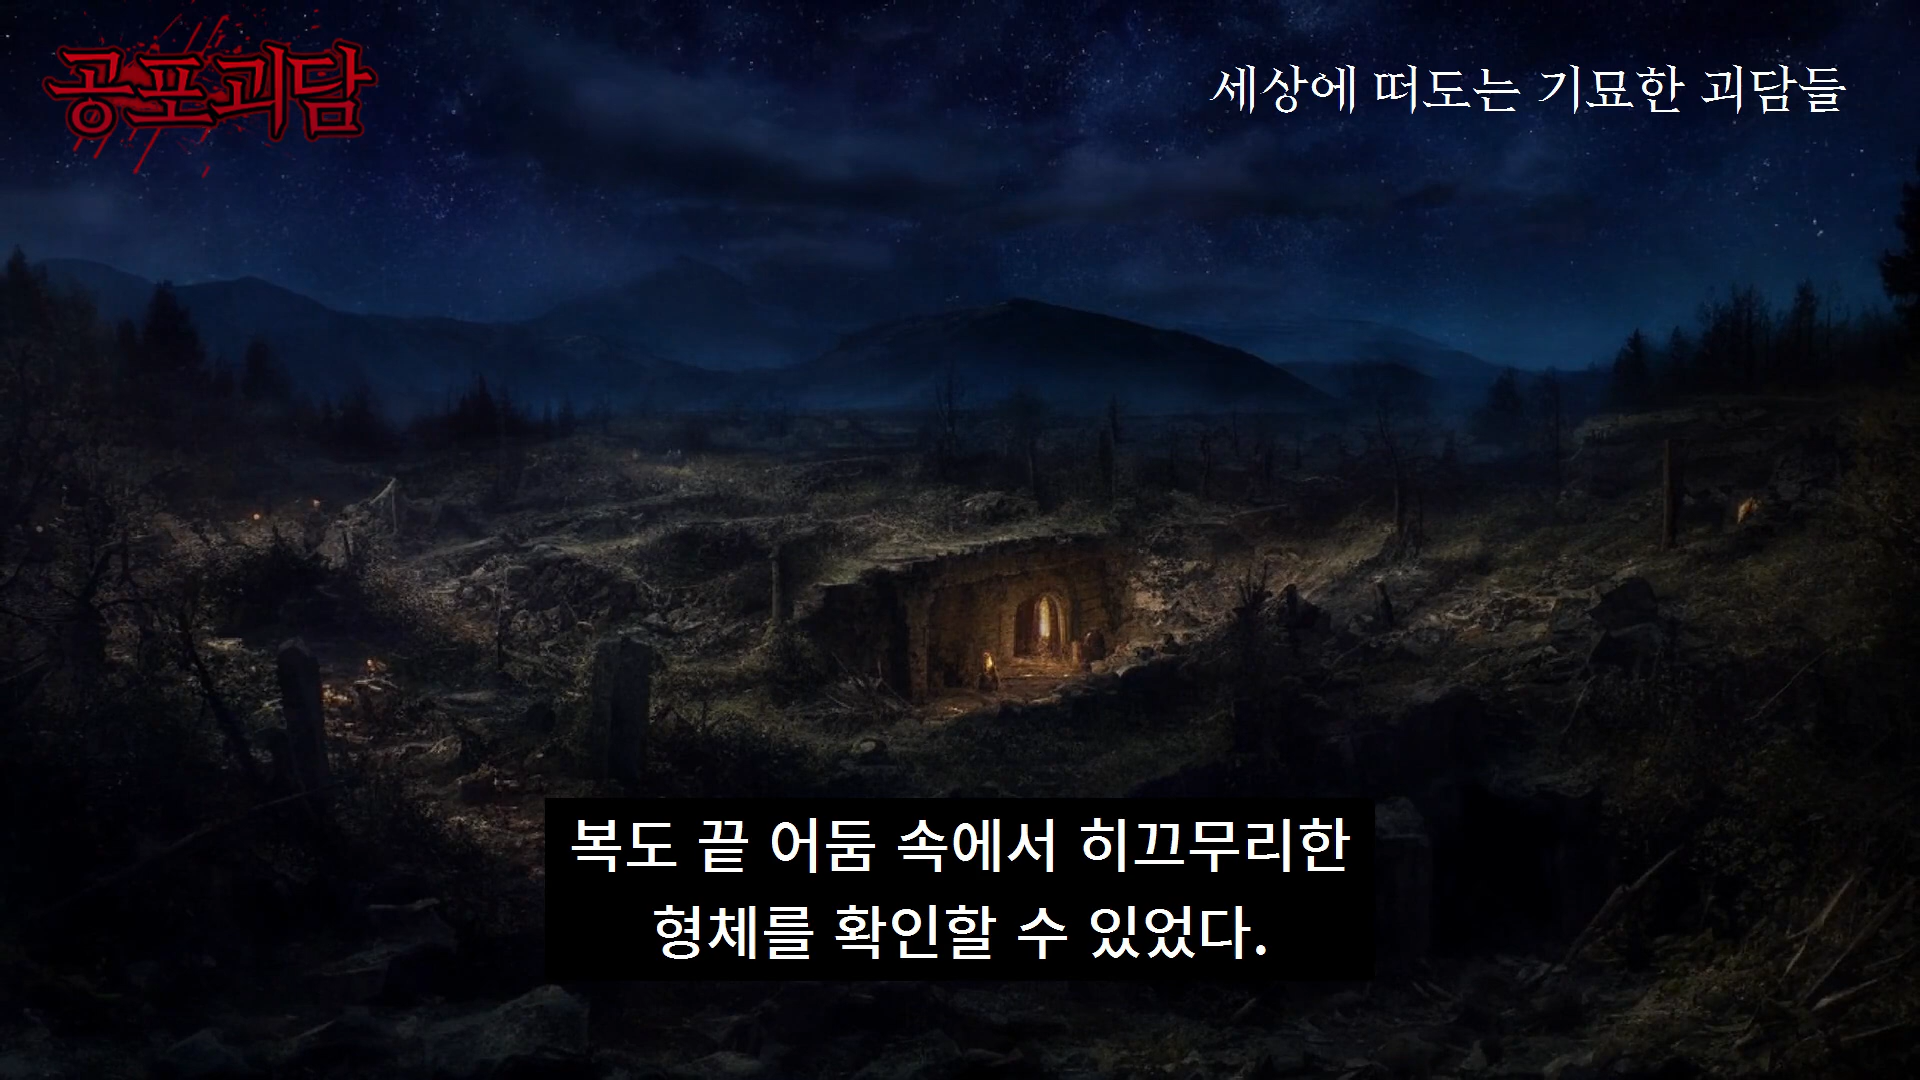 공포괴담
세상에 떠도는 기묘한 괴담들
복도 끝 어둠 속에서 히끄무리한
형체를 확인할 수 있었다.